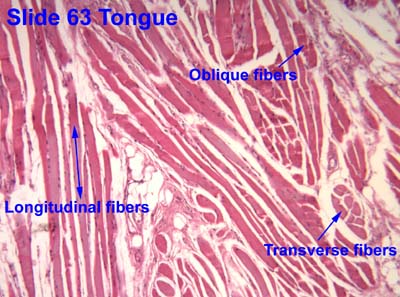 Slide 63 Tongue
Oblique fibers
Longitudinal fibers
Transverse fibers